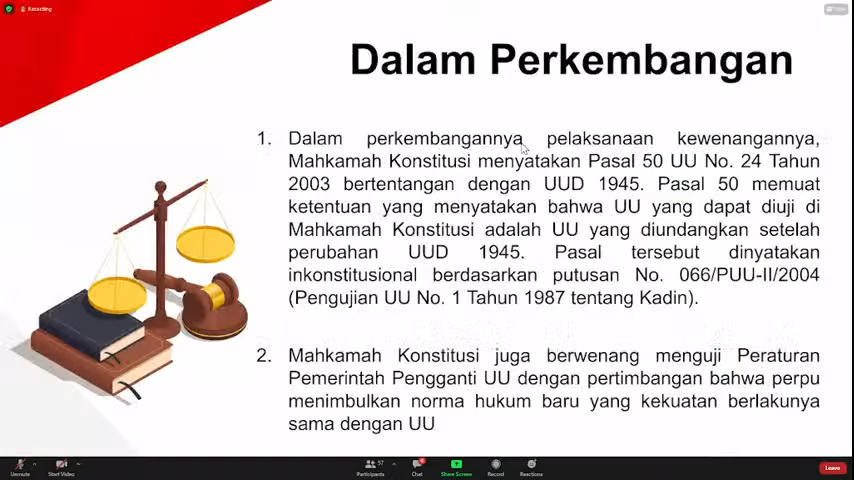 Recording
View
Dalam Perkembangan
1. Dalam perkembangannya pelaksanaan kewenangannya,
Mahkamah Konstitusi menyatakan Pasal 50 UU No. 24 Tahun
2003 bertentangan dengan UUD 1945. Pasal 50 memuat
ketentuan yang menyatakan bahwa UU yang dapat diuji di
Mahkamah Konstitusi adalah UU yang diundangkan setelah
perubahan UUD 1945. Pasal tersebut dinyatakan
inkonstitusional berdasarkan putusan No. 066/PUU-II/2004
(Pengujian UU No. 1 Tahun 1987 tentang Kadin).
2. Mahkamah Konstitusi juga berwenang menguji Peraturan
Pemerintah Pengganti UU dengan pertimbangan bahwa perpu
menimbulkan norma hukum baru yang kekuatan berlakunya
sama dengan UU
Unmute
Start Video
57
Participants
Chat
Share Screen
Record
Reactions
Leave